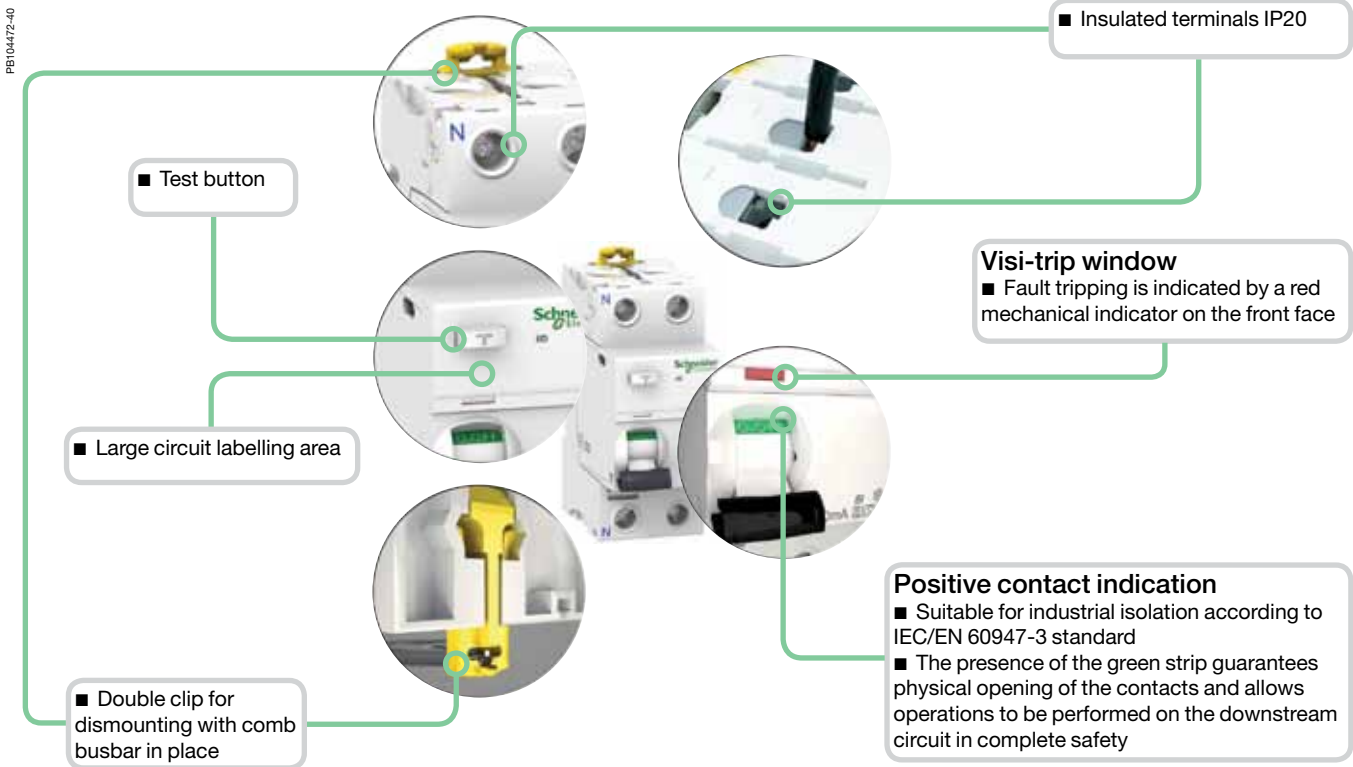 PB104472-40
■ Insulated terminals IP20
N
■ Test button
Visi-trip window
■ Fault tripping is indicated by a red
mechanical indicator on the front face
Schne
N
Schneider
■ Large circuit labelling area
N
Positive contact indication
■ Suitable for industrial isolation according to
IEC/EN 60947-3 standard
■ The presence of the green strip guarantees
physical opening of the contacts and allows
operations to be performed on the downstream
circuit in complete safety
■ Double clip for
dismounting with comb
busbar in place